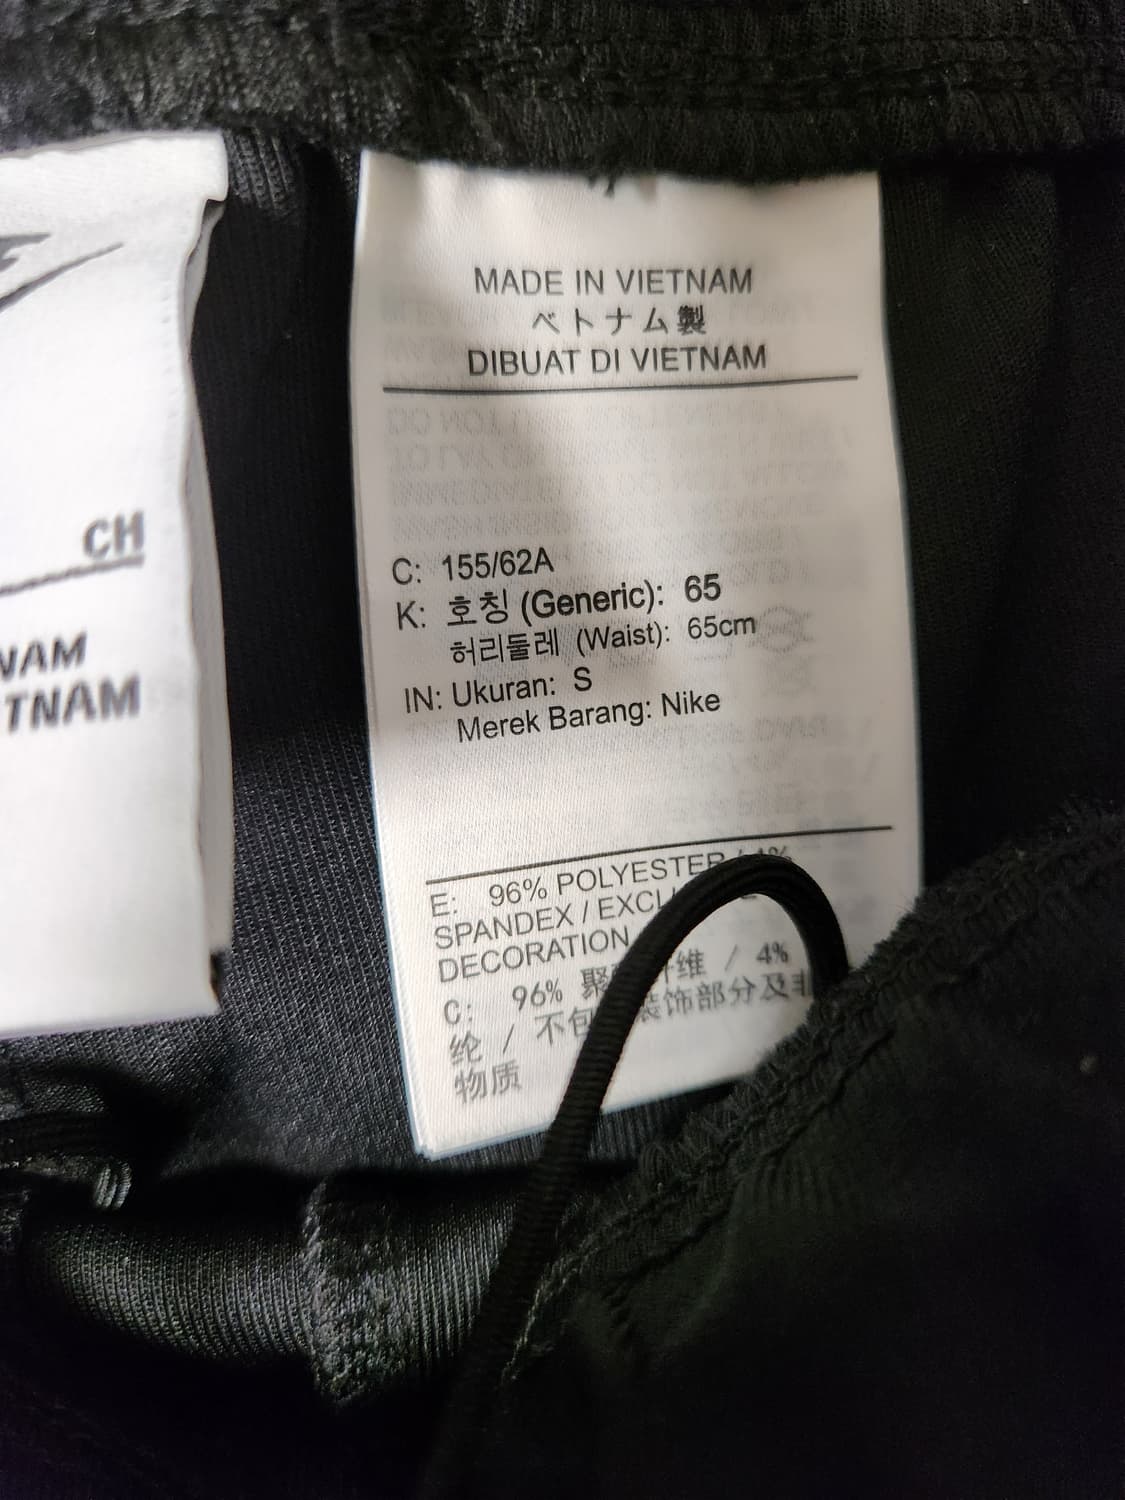 CH
NAM
TNAM
MADE IN VIETNAM
ベトナム製
DIBUAT DI VIETNAM
C: 155/62A
K: 호칭 (Generic): 65
허리둘레 (Waist): 65cm
IN: Ukuran: S
Merek Barang: Nike
E: 96% POLYESTER / 4%
SPANDEX /
DECORATION
C: 96% 聚 纤维 / 4%
纶 / 不包 装饰部分及非
物质